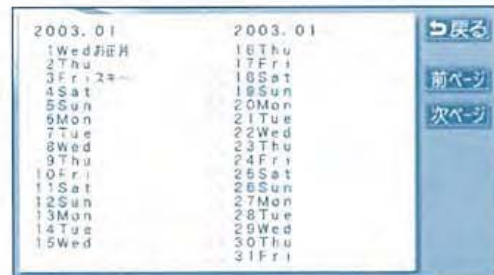 2003.01
1Wedお正月
2Thu
3Friスキー
4Sat
5Sun
6Mon
7Tue
8Wed
9Thu
10Fri
11Sat
12Sun
13Mon
14Tue
15Wed
2003.01
16Thu
17Fri
18Sat
19Sun
20Mon
21Tue
22Wed
23Thu
24Fri
25Sat
26Sun
27Mon
28Tue
29Wed
30Thu
31Fri
戻る
前ページ
次ページ